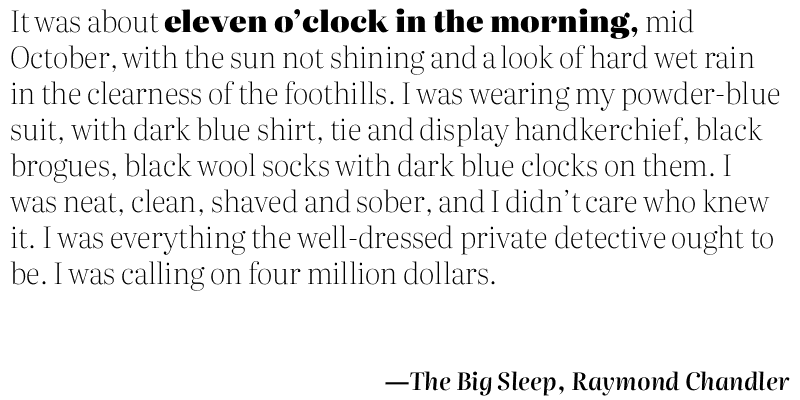 It was about eleven o’clock in the morning, mid
October, with the sun not shining and a look of hard wet rain
in the clearness of the foothills. I was wearing my powder-blue
suit, with dark blue shirt, tie and display handkerchief, black
brogues, black wool socks with dark blue clocks on them. I
was neat, clean, shaved and sober, and I didn’t care who knew
it. I was everything the well-dressed private detective ought to
be. I was calling on four million dollars.
—The Big Sleep, Raymond Chandler